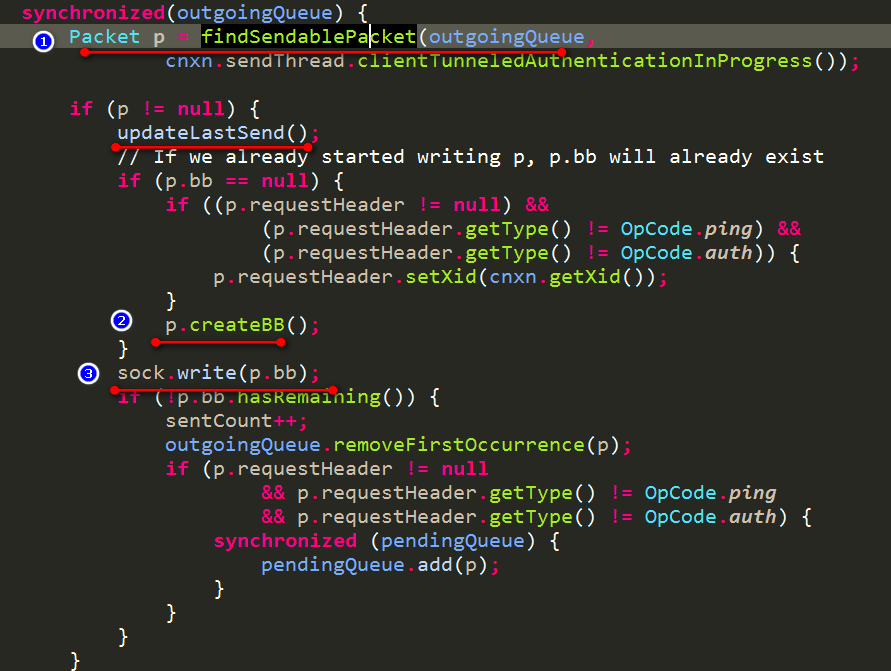 synchronized(outgoingQueue) {
1 Packet p = findSendablePacket(outgoingQueue,
cnxn.sendThread.clientTunneledAuthenticationInProgress());
if (p != null) {
updateLastSend();
// If we already started writing p, p.bb will already exist
if (p.bb == null) {
if ((p.requestHeader != null) &&
(p.requestHeader.getType() != OpCode.ping) &&
(p.requestHeader.getType() != OpCode.auth)) {
p.requestHeader.setXid(cnxn.getXid());
}
2 p.createBB();
}
3 sock.write(p.bb);
if (!p.bb.hasRemaining()) {
sentCount++;
outgoingQueue.removeFirstOccurrence(p);
if (p.requestHeader != null
&& p.requestHeader.getType() != OpCode.ping
&& p.requestHeader.getType() != OpCode.auth) {
synchronized (pendingQueue) {
pendingQueue.add(p);
}
}
}
}